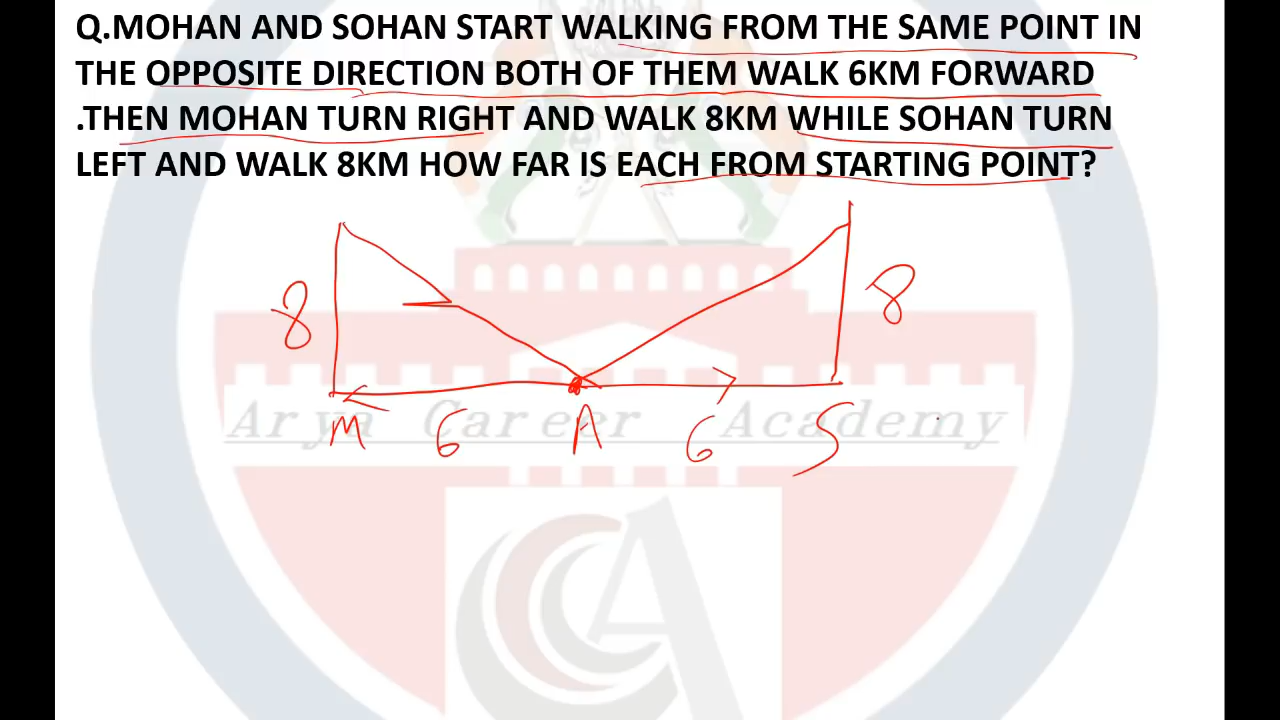 Q.MOHAN AND SOHAN START WALKING FROM THE SAME POINT IN
THE OPPOSITE DIRECTION BOTH OF THEM WALK 6KM FORWARD
.THEN MOHAN TURN RIGHT AND WALK 8KM WHILE SOHAN TURN
LEFT AND WALK 8KM HOW FAR IS EACH FROM STARTING POINT?
8 8
M 6 A 6 S
Arya Career Academy
CCA